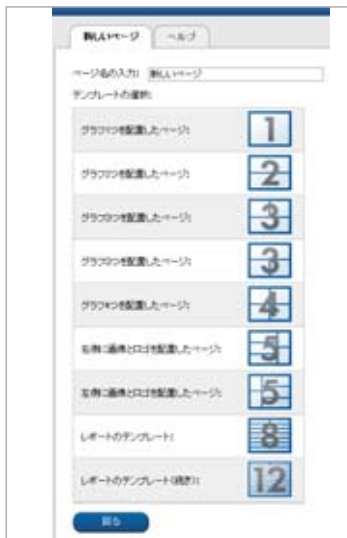 新しいページ
ヘルプ
ページ名の入力: 新しいページ
テンプレートの選択:
グラフ1つを配置したページ:
1
グラフ2つを配置したページ:
2
グラフ3つを配置したページ:
3
グラフ3つを配置したページ:
3
グラフ4つを配置したページ:
4
右側に画像とロゴを配置したページ:
5
左側に画像とロゴを配置したページ:
5
レポートのテンプレート:
8
レポートのテンプレート(続き):
12
戻る